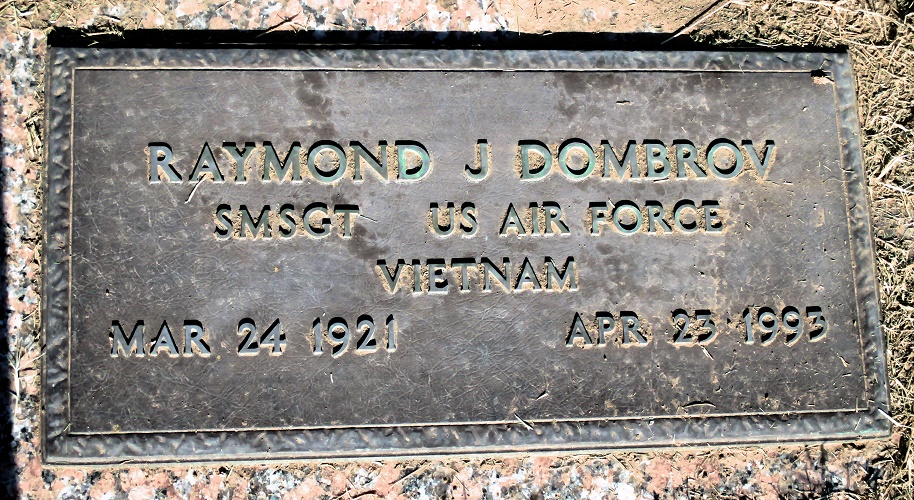 RAYMOND J DOMBROV
SMSGT US AIR FORCE
VIETNAM
MAR 24 1921 APR 23 1993